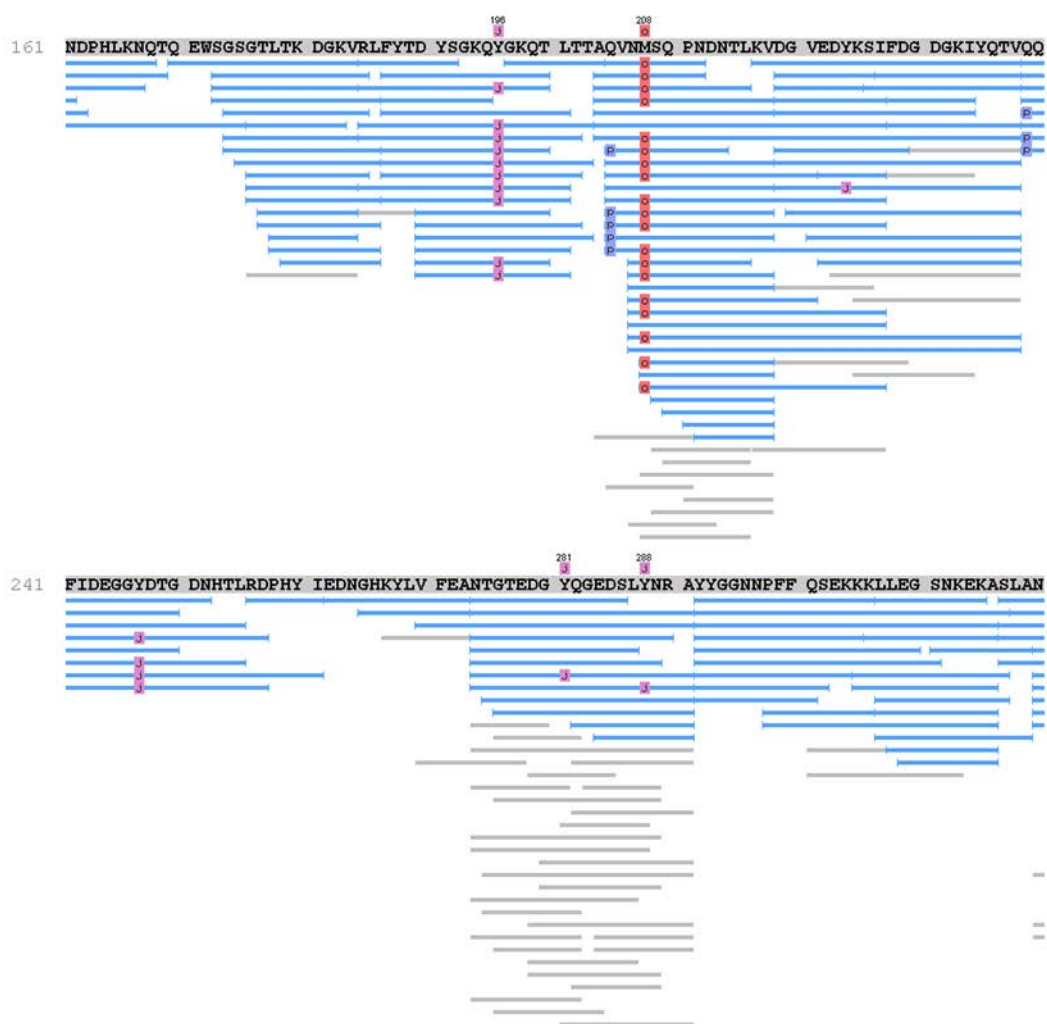 196 208
J O
161 NDPHLKNQTQ EWSGSGTLTK DGKVRLFYTD YSGKQYGKQT LTTAQVNMSQ PNDNTLKVDG VEDYKSIFDG DGKIYQTVQQ
O
O
J O
O
P
J
J O P
J P O P
J O
J O
J J
J O
P O
P O
P
P O
J O
J O
O
O
O
O
O
281 288
J J
241 FIDEGGYDTG DNHTLRDPHY IEDNGHKYLV FEANTGTEDG YQGEDSLYNR AYYGGNNPFF QSEKKKLLEG SNKEKASLAN
J
J
J J
J J